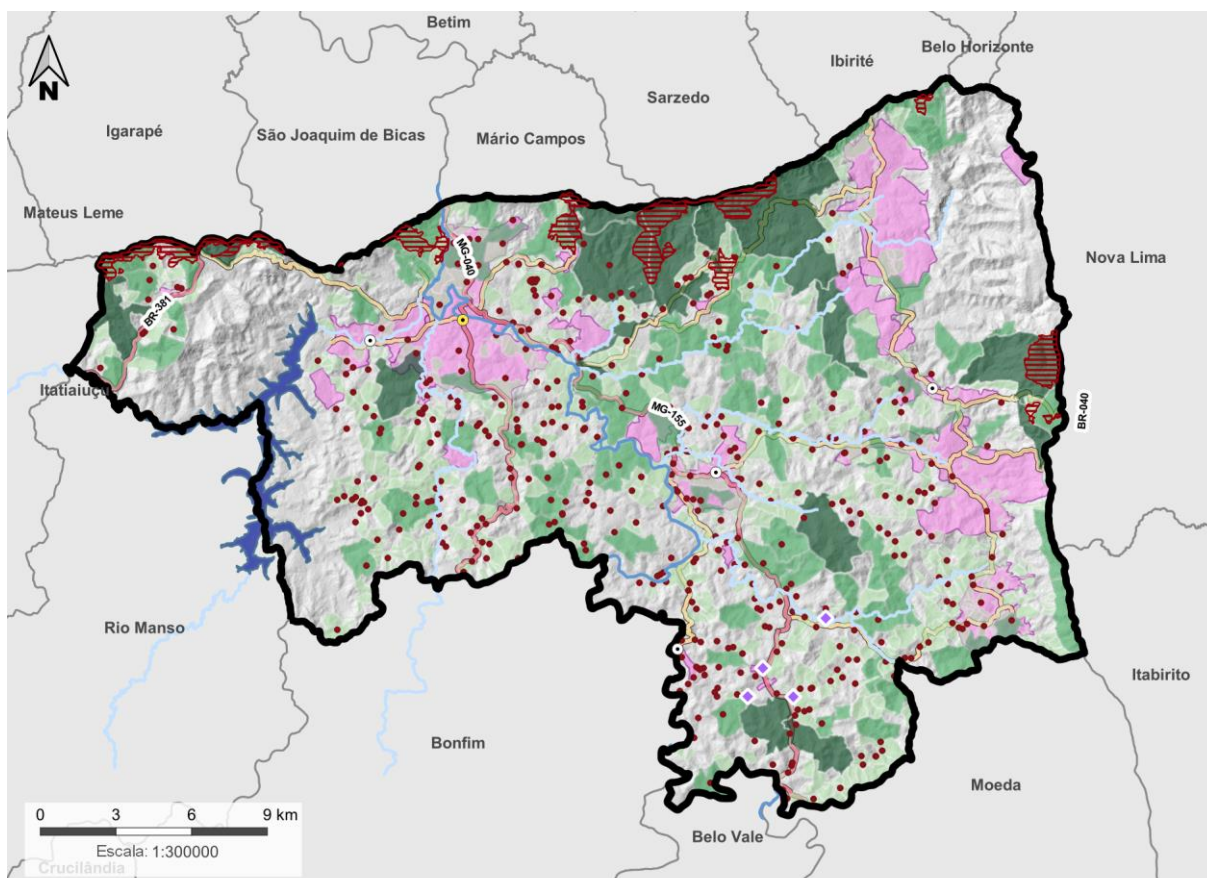 Betim
Belo Horizonte
Ibirité
N
Sarzedo
Igarapé
São Joaquim de Bicas
Mário Campos
Mateus Leme
MG-040
Nova Lima
BR-381
Itatiaiuçu
BR-040
MG-155
Rio Manso
Itabirito
Bonfim
Moeda
0 3 6 9 km
Belo Vale
Escala: 1:300000
Crucilândia